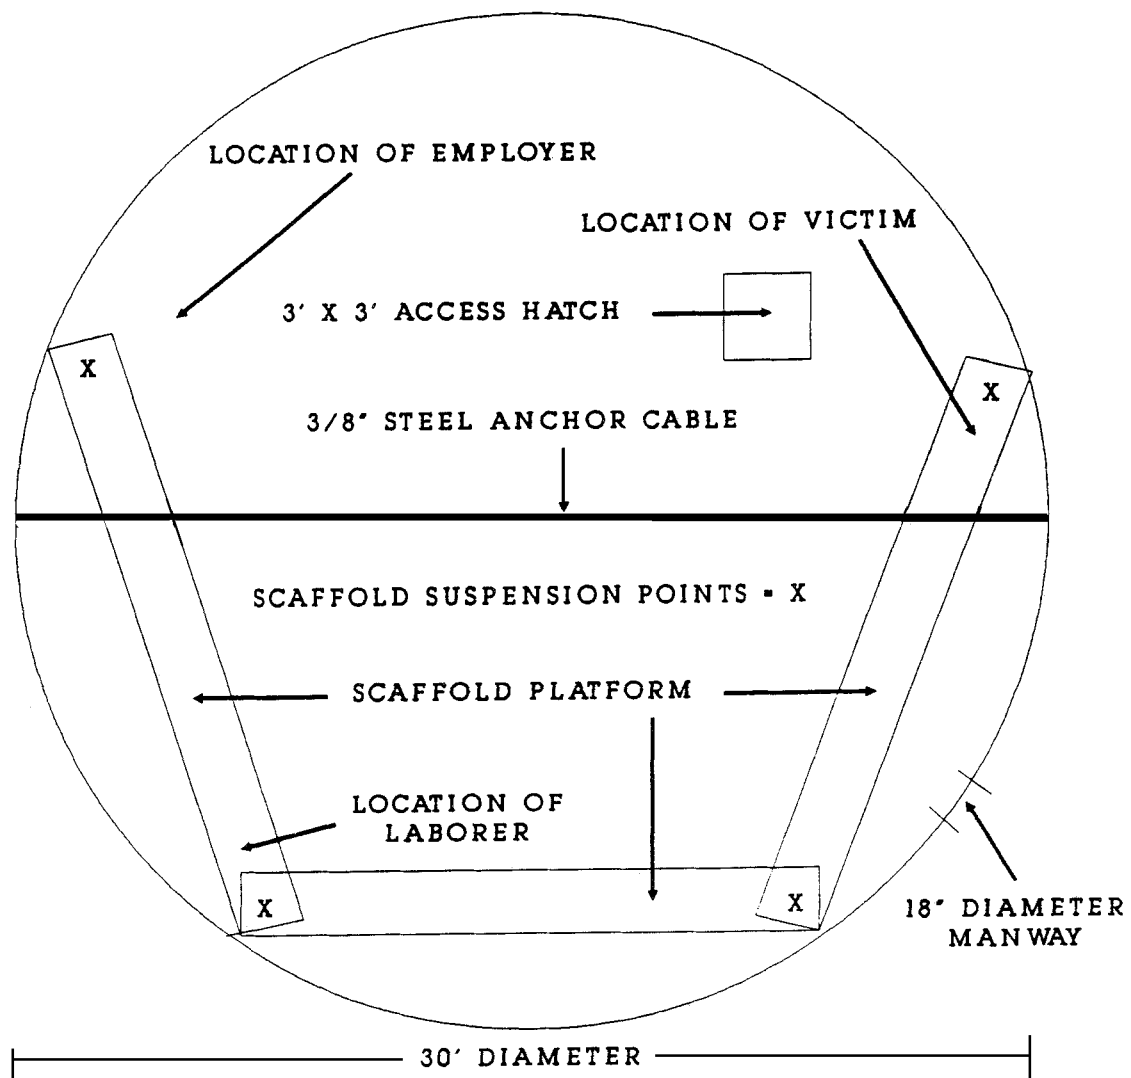 LOCATION OF EMPLOYER
LOCATION OF VICTIM
3' X 3' ACCESS HATCH
X
X
3/8" STEEL ANCHOR CABLE
SCAFFOLD SUSPENSION POINTS = X
SCAFFOLD PLATFORM
LOCATION OF
LABORER
X
X
18" DIAMETER
MANWAY
30' DIAMETER